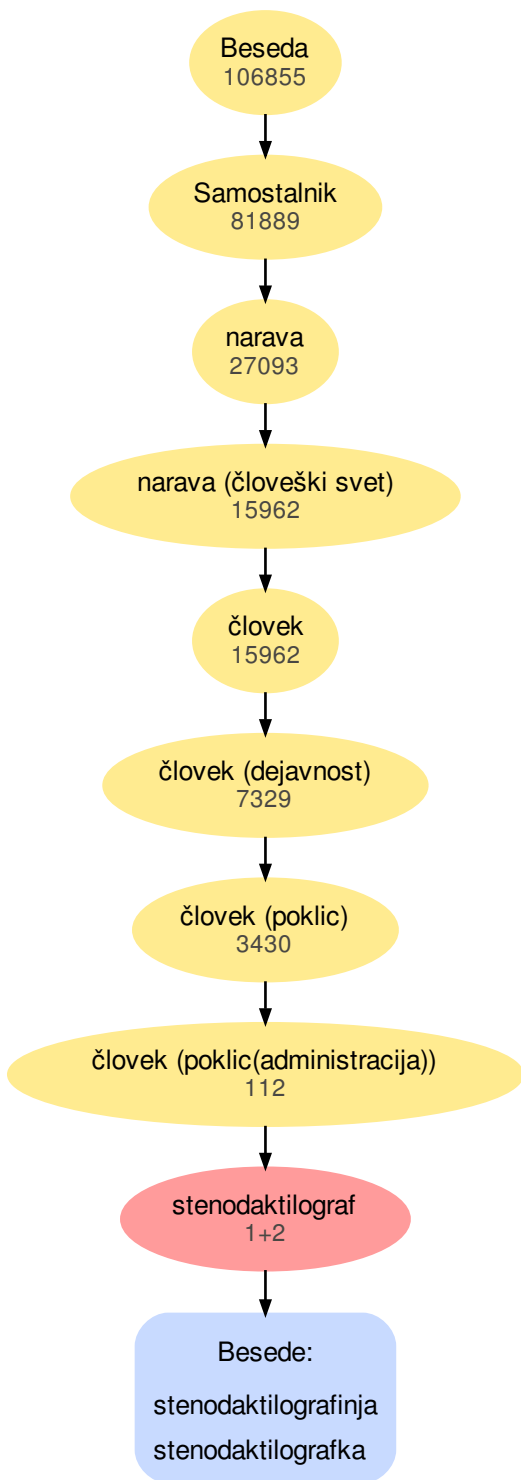 Beseda
106855
Samostalnik
81889
narava
27093
narava (človeški svet)
15962
človek
15962
človek (dejavnost)
7329
človek (poklic)
3430
človek (poklic(administracija))
112
stenodaktilograf
1+2
Besede:
stenodaktilografinja
stenodaktilografka